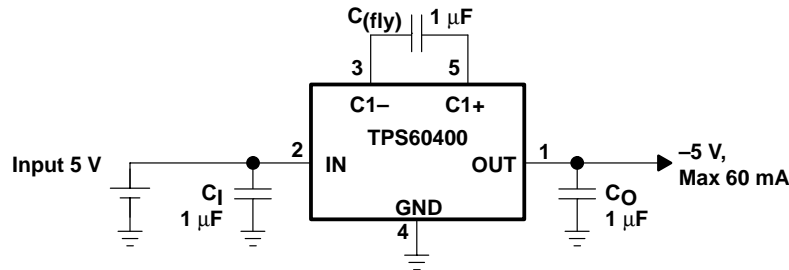 C(fly) 1 μF
3 5
C1– C1+
TPS60400
Input 5 V 2 IN OUT 1 –5 V,
Max 60 mA
CI
1 μF
GND
4
CO
1 μF